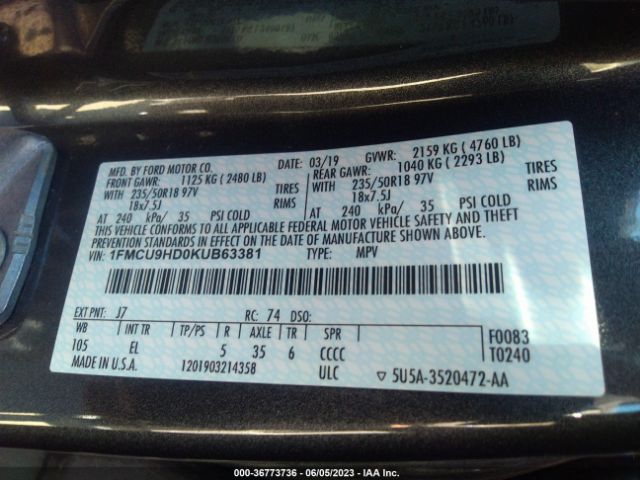 MFD. BY FORD MOTOR CO. DATE: 03/19 GVWR: 2159 KG ( 4760 LB)
FRONT GAWR: 1125 KG ( 2480 LB) REAR GAWR: 1040 KG ( 2293 LB)
WITH 235/50R18 97V TIRES WITH 235/50R18 97V TIRES
18x7.5J RIMS 18x7.5J RIMS
AT 240 kPa/ 35 PSI COLD AT 240 kPa/ 35 PSI COLD
THIS VEHICLE CONFORMS TO ALL APPLICABLE FEDERAL MOTOR VEHICLE SAFETY AND THEFT
PREVENTION STANDARDS IN EFFECT ON THE DATE OF MANUFACTURE SHOWN ABOVE.
VIN: 1FMCU9HD0KUB63381 TYPE: MPV
EXT PNT: J7 RC: 74 DSO:
WB INT TR TP/PS R AXLE TR SPR F0083
105 EL 5 35 6 CCCC T0240
MADE IN U.S.A. 1201903214358 ULC ▽ 5U5A-3520472-AA
000-36773736 - 06/05/2023 - IAA Inc.